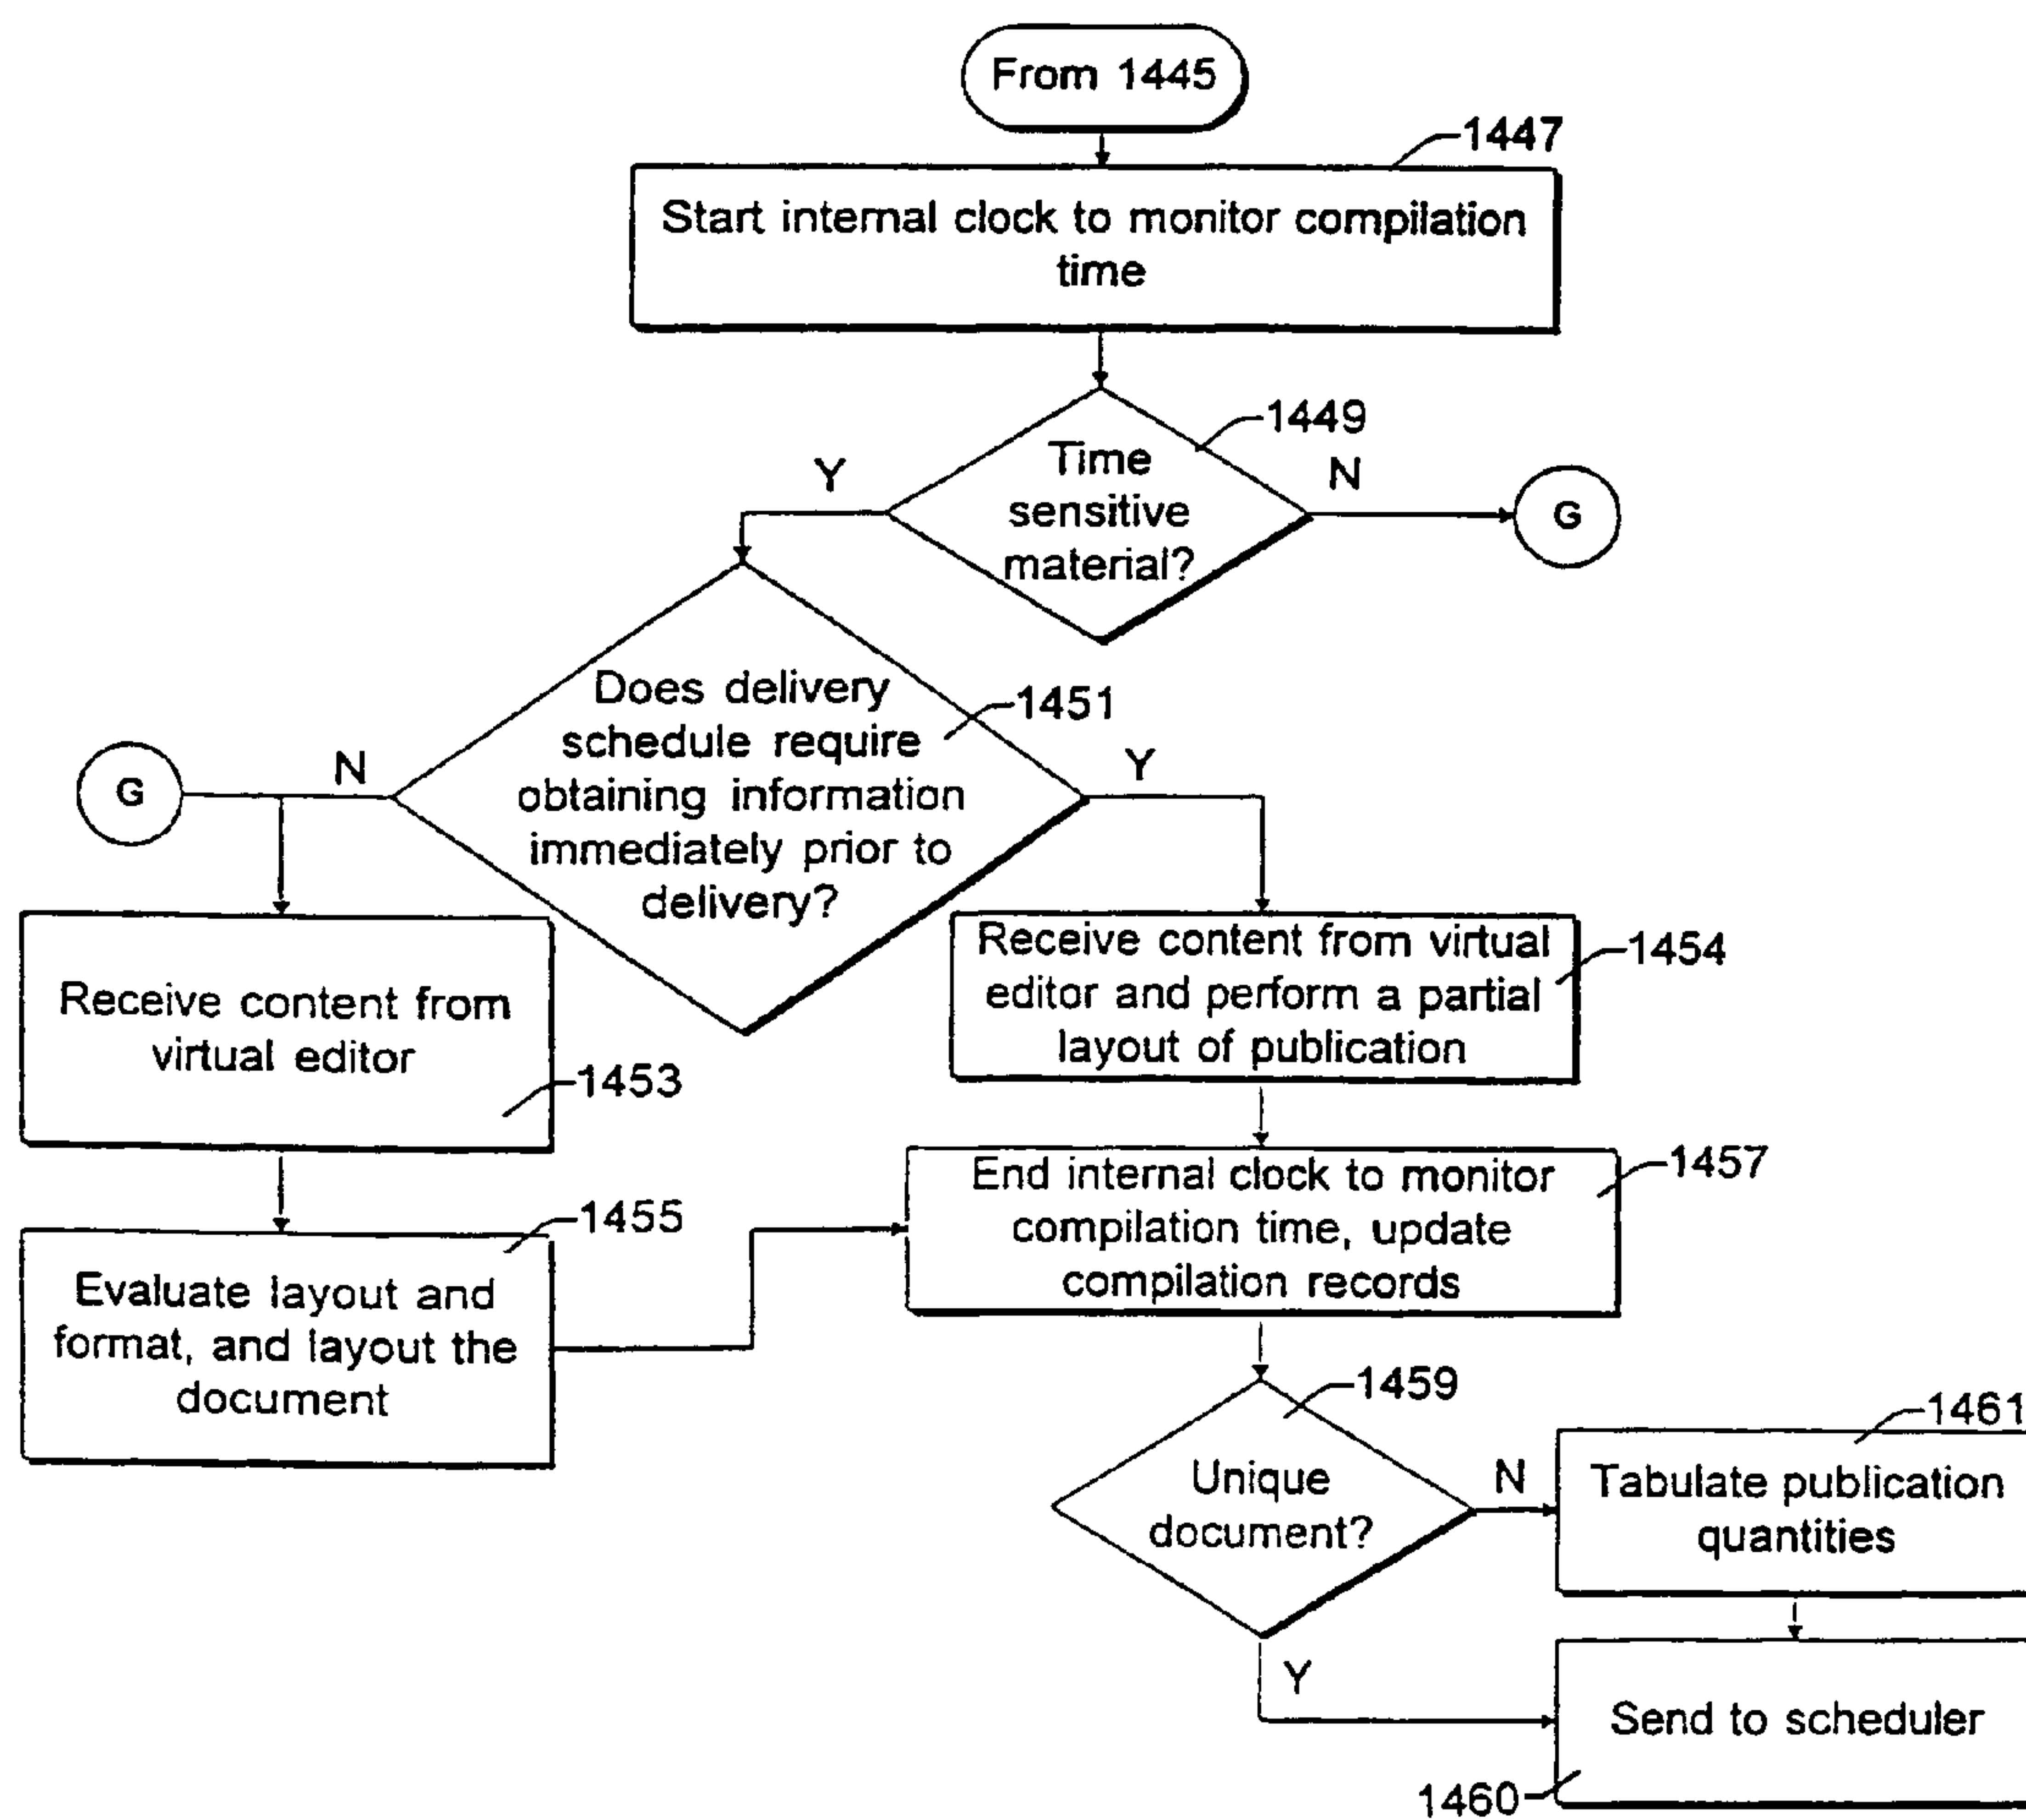 From 1445
1447
Start internal clock to monitor compilation
time
1449
Time
sensitive
material?
Y
N
G
Does delivery
schedule require
obtaining information
immediately prior to
delivery?
1451
G
N
Y
Receive content from
virtual editor
1453
Receive content from virtual
editor and perform a partial
layout of publication
1454
Evaluate layout and
format, and layout the
document
1455
End internal clock to monitor
compilation time, update
compilation records
1457
Unique
document?
1459
N
Y
Tabulate publication
quantities
1461
Send to scheduler
1460